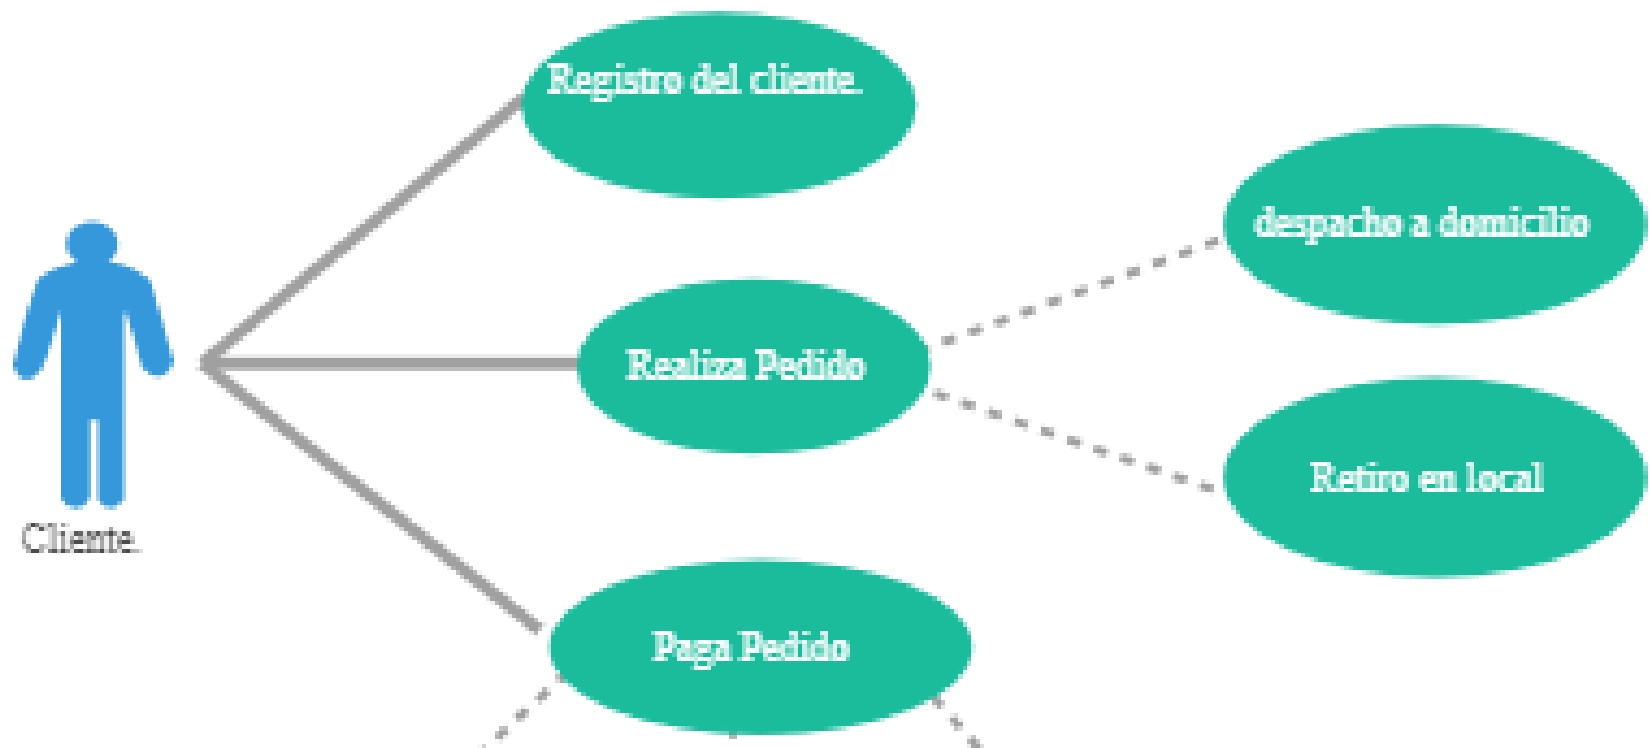 Registro del cliente.
despacho a domicilio
Realiza Pedido
Retiro en local
Cliente.
Paga Pedido